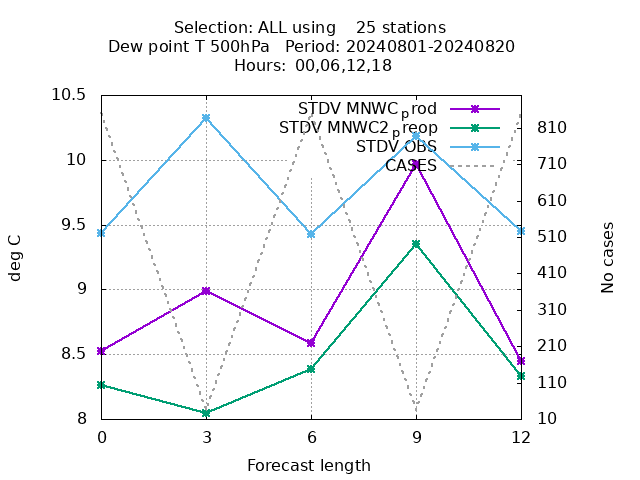 Selection: ALL using    25 stations
Dew point T 500hPa   Period: 20240801-20240820
Hours: 00,06,12,18
STDV MNWC_prod
STDV MNWC2_preop
STDV OBS
CASES
10.5
10
9.5
9
8.5
8
810
710
610
510
410
310
210
110
10
deg C
No cases
0 3 6 9 12
Forecast length